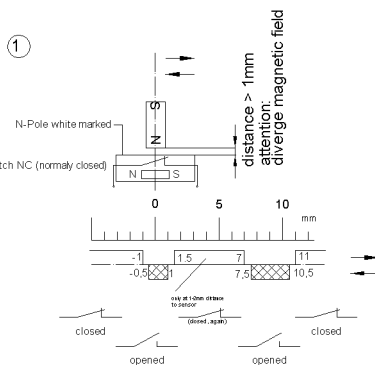 1
distance > 1mm
attention:
diverge magnetic field
S
N
N-Pole white marked
tch NC (normaly closed)
N S
0 5 10
mm
-1 1.5 7 11
-0,5 1 7,5 10,5
only at 1-2mm distance
to sensor
(closed, again)
closed closed
opened opened